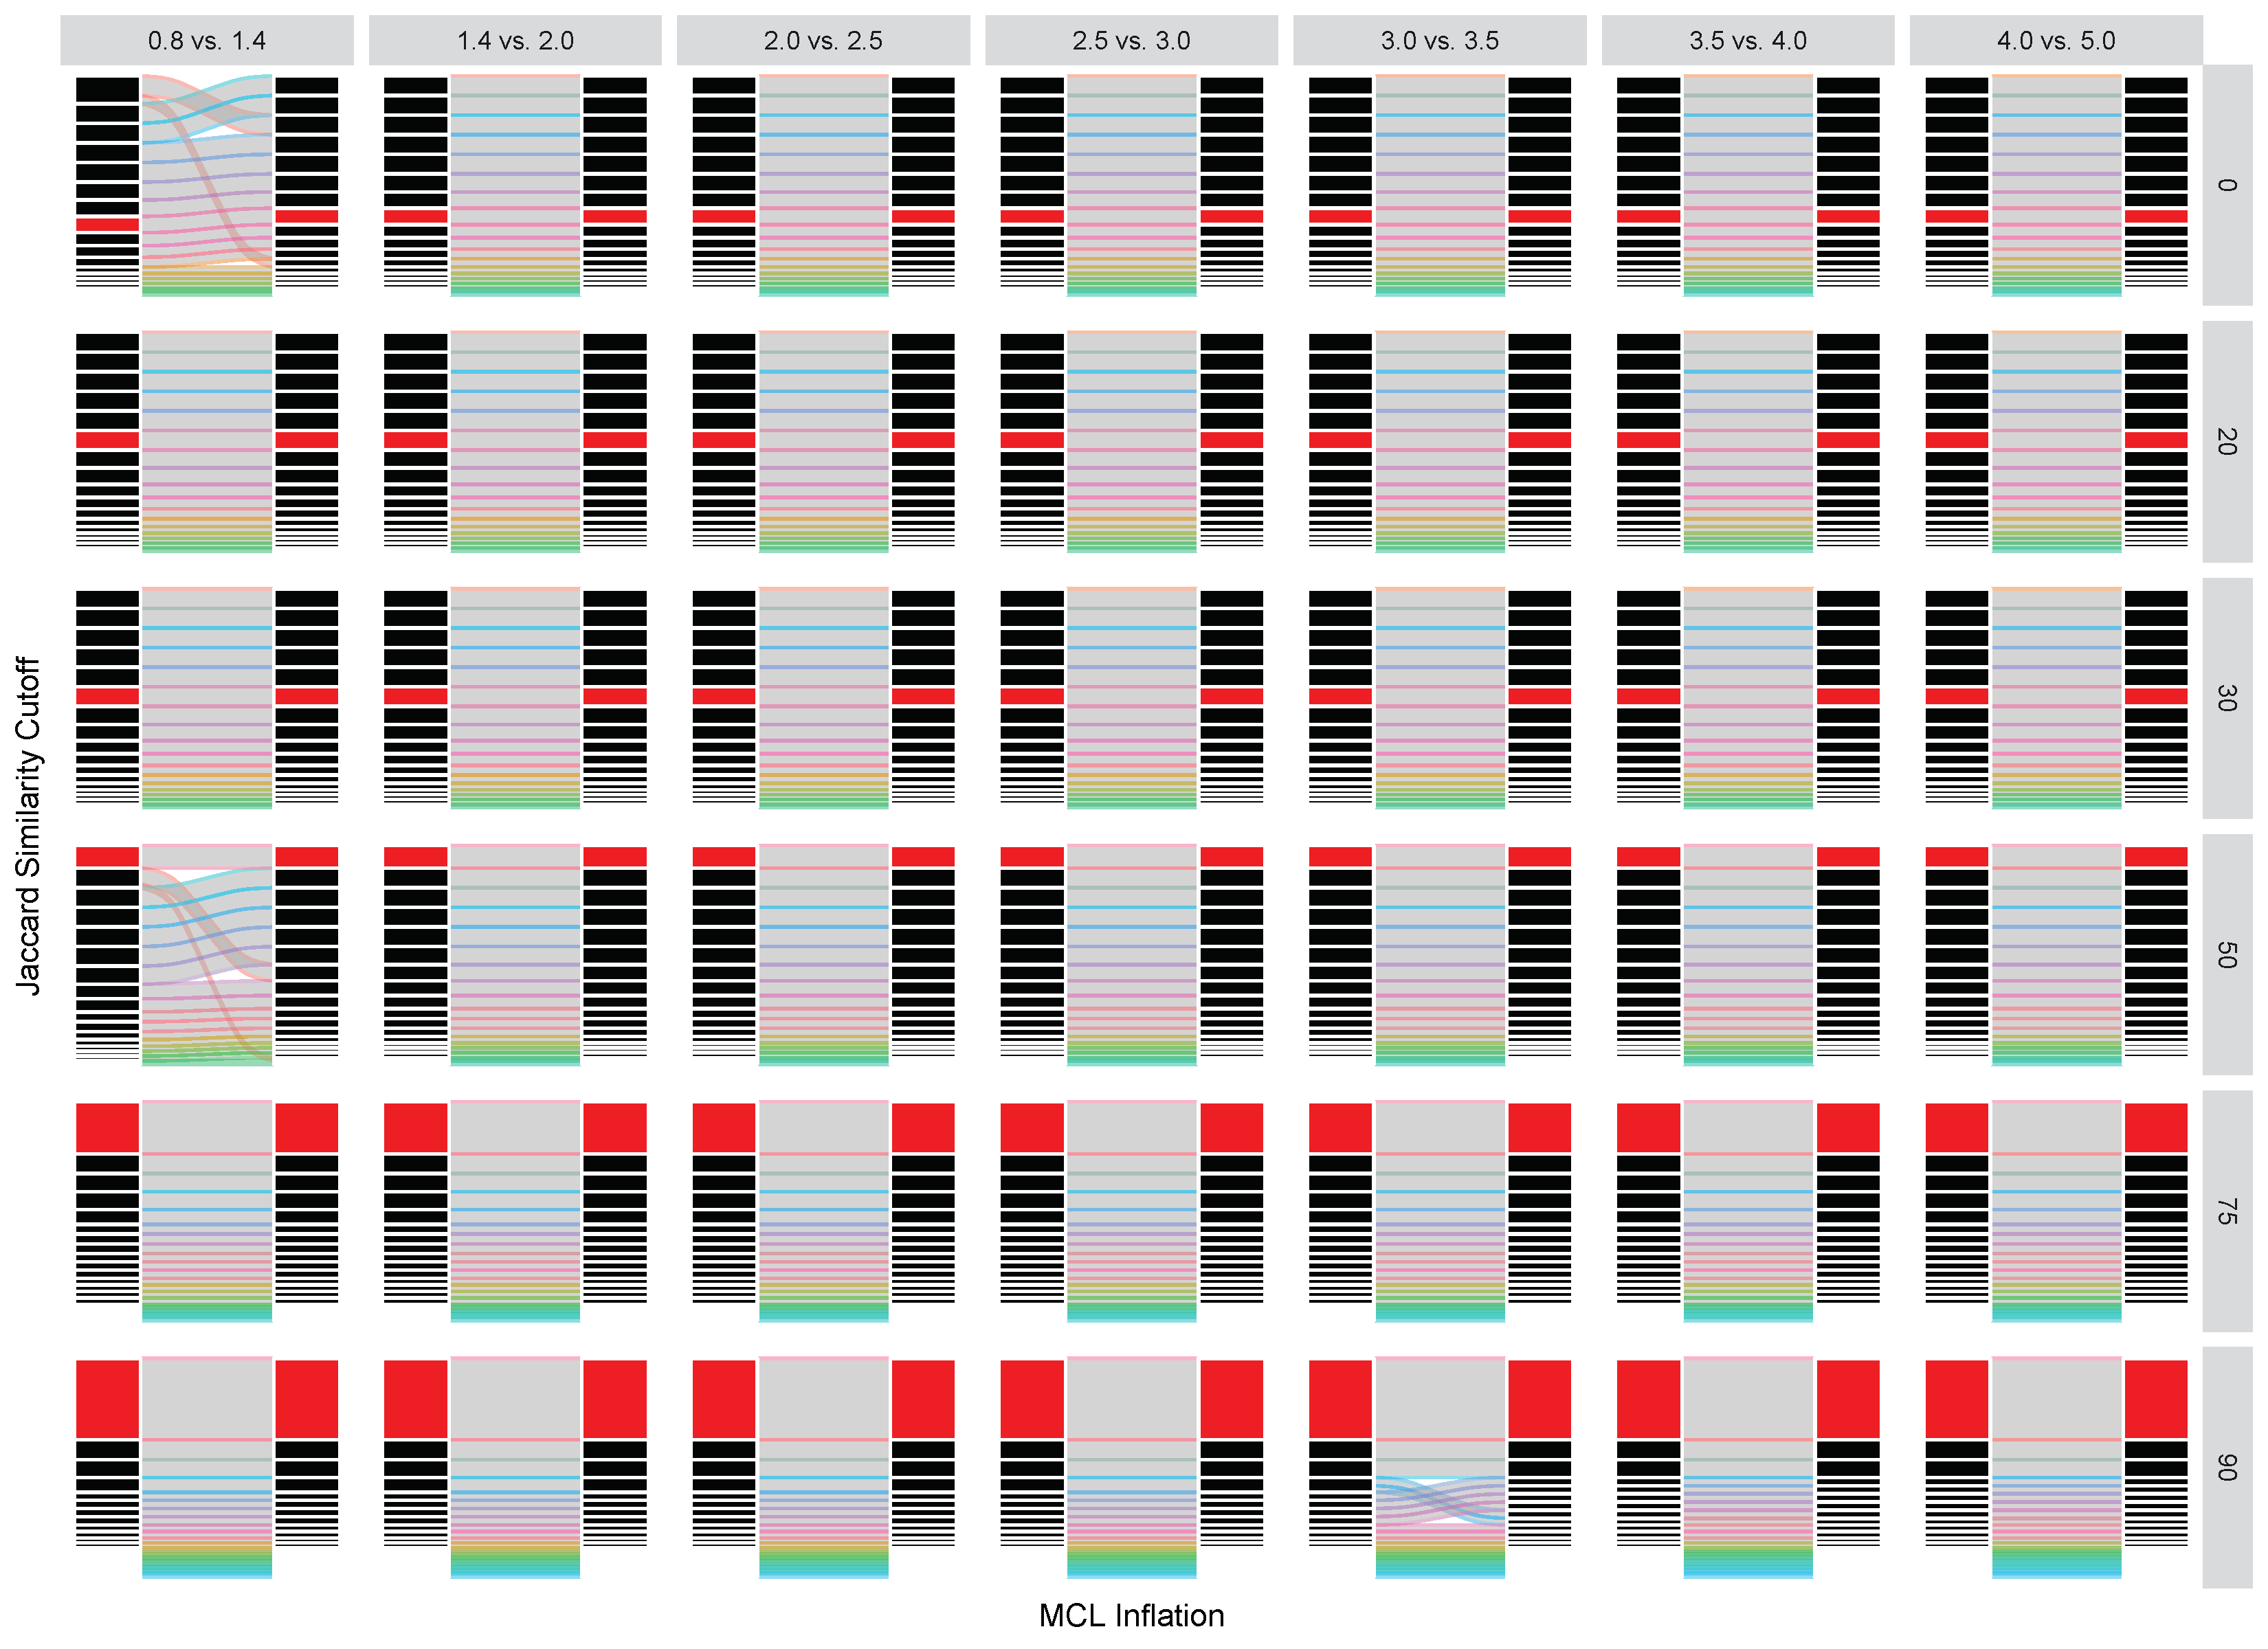 0.8 vs. 1.4
1.4 vs. 2.0
2.0 vs. 2.5
2.5 vs. 3.0
3.0 vs. 3.5
3.5 vs. 4.0
4.0 vs. 5.0
0
20
30
50
75
90
Jaccard Similarity Cutoff
MCL Inflation